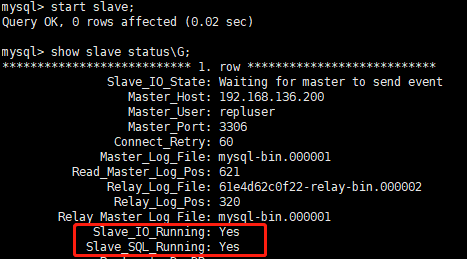 mysql> start slave;
Query OK, 0 rows affected (0.02 sec)
mysql> show slave status\G;
*************************** 1. row ***************************
Slave_IO_State: Waiting for master to send event
Master_Host: 192.168.136.200
Master_User: repluser
Master_Port: 3306
Connect_Retry: 60
Master_Log_File: mysql-bin.000001
Read_Master_Log_Pos: 621
Relay_Log_File: 61e4d62c0f22-relay-bin.000002
Relay_Log_Pos: 320
Relay_Master_Log_File: mysql-bin.000001
Slave_IO_Running: Yes
Slave_SQL_Running: Yes